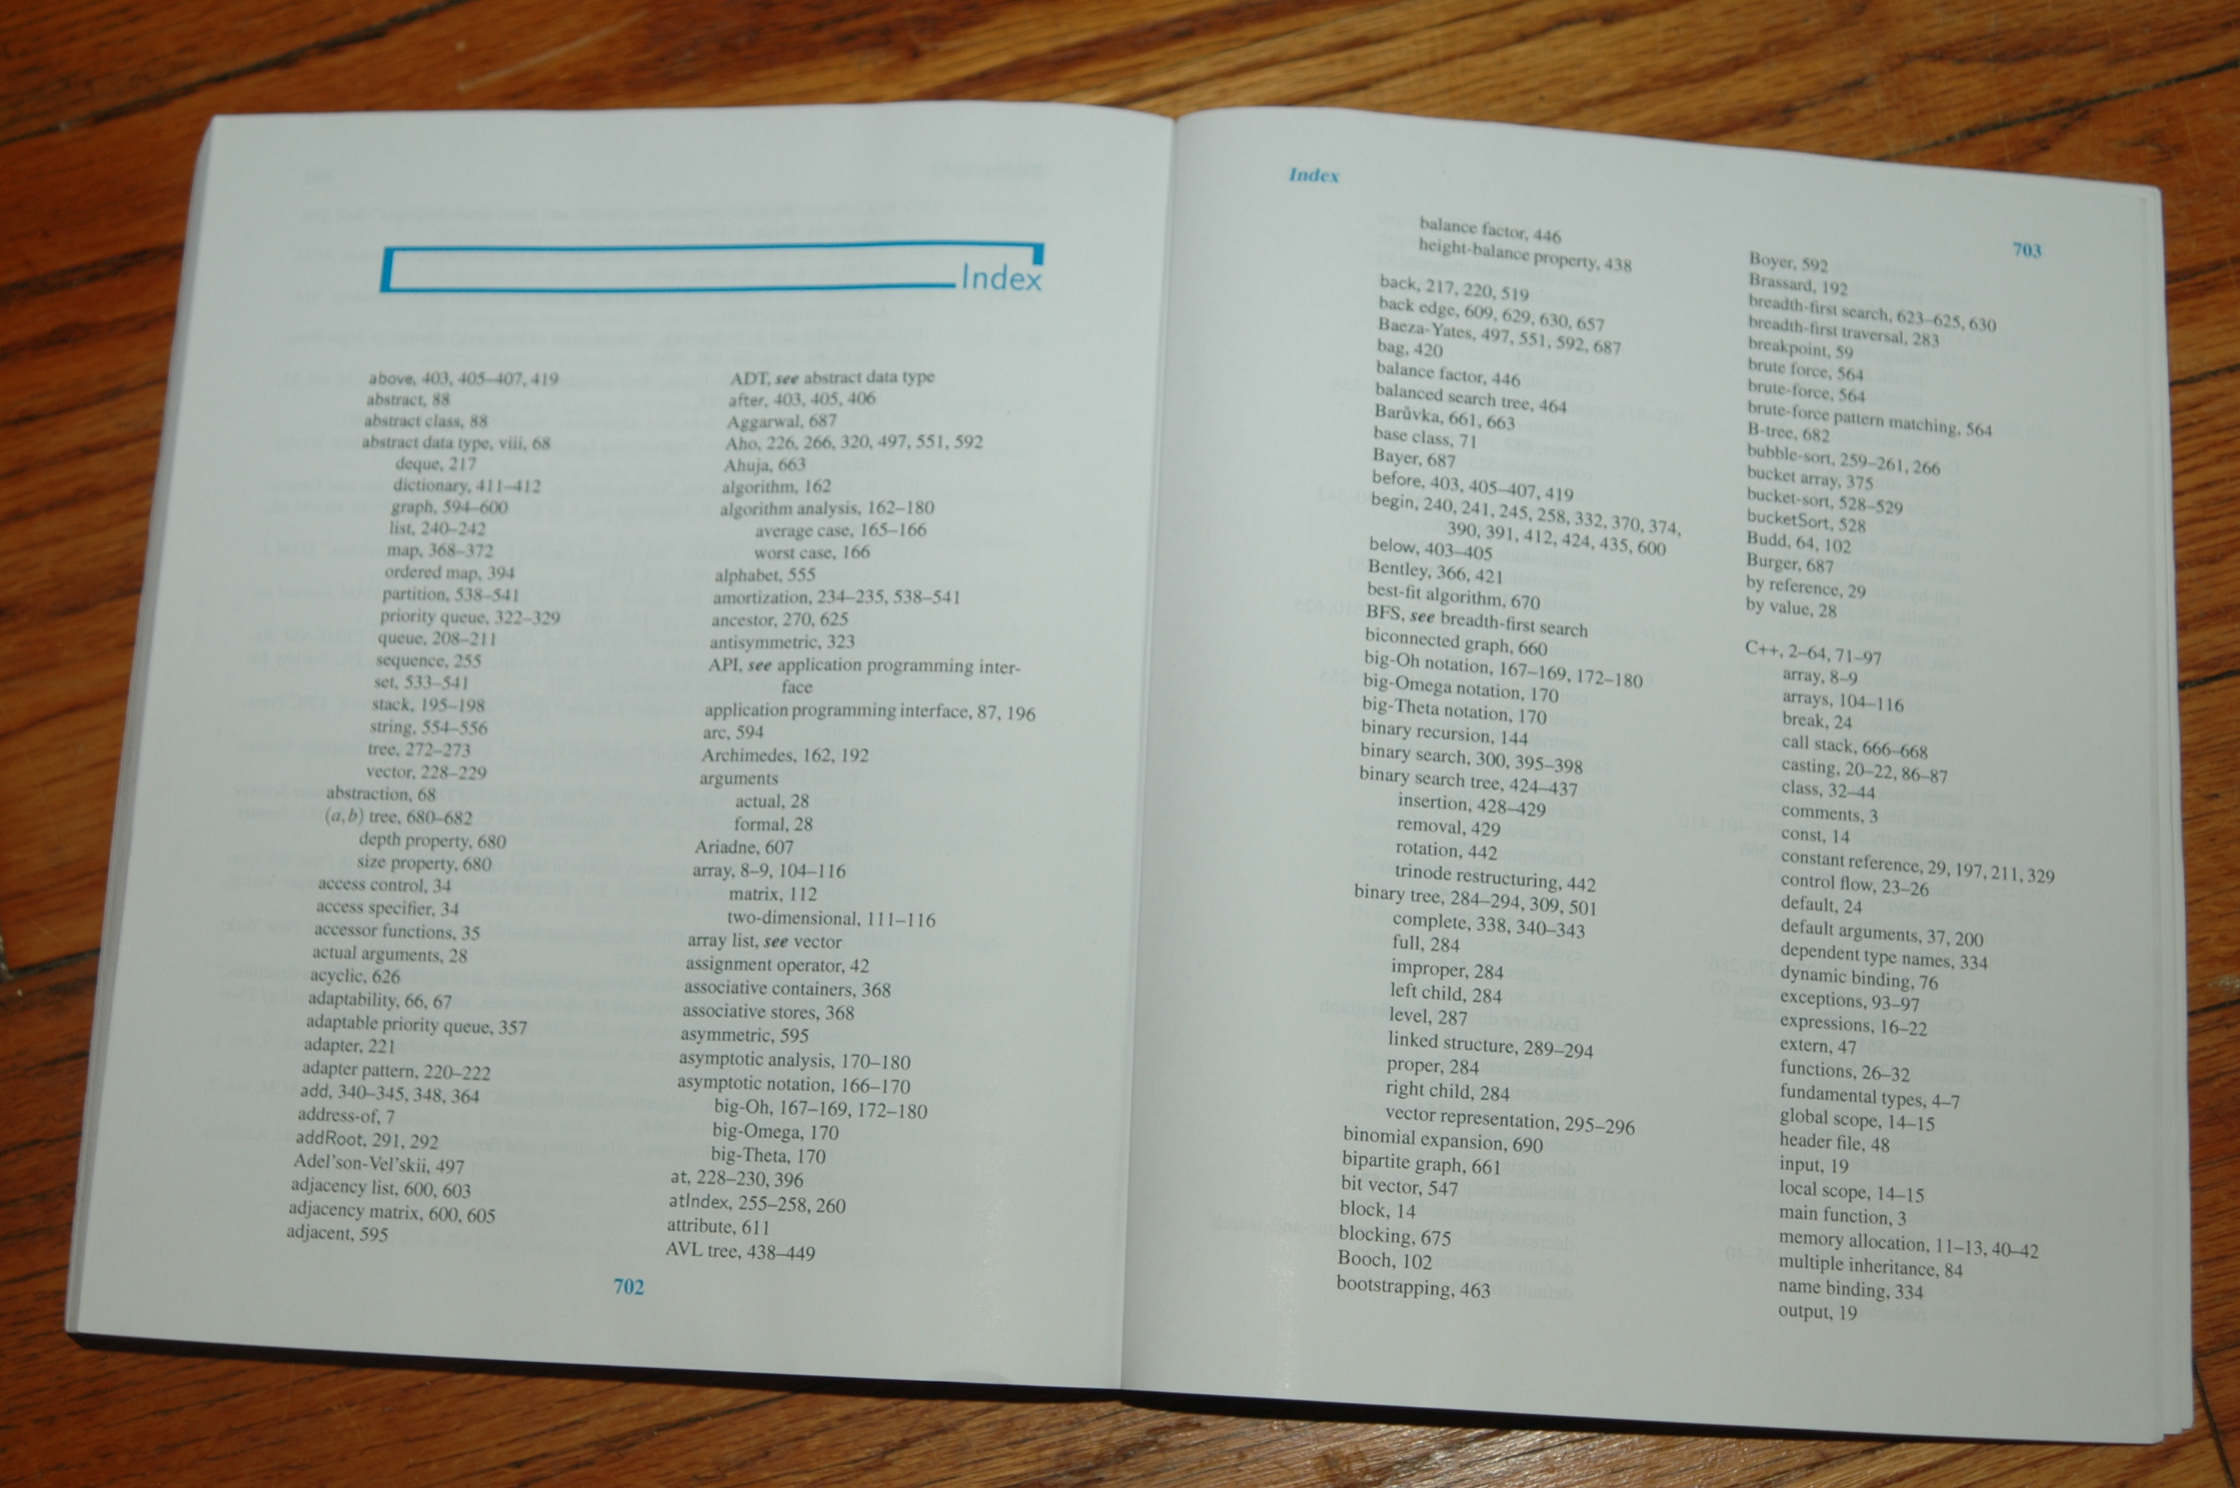 Index
above, 403, 405–407, 419
abstract, 88
abstract class, 88
abstract data type, viii, 68
deque, 217
dictionary, 411–412
graph, 594–600
list, 240–242
map, 368–372
ordered map, 394
partition, 538–541
priority queue, 322–329
queue, 208–211
sequence, 255
set, 533–541
stack, 195–198
string, 554–556
tree, 272–273
vector, 228–229
abstraction, 68
(a,b) tree, 680–682
depth property, 680
size property, 680
access control, 34
access specifier, 34
accessor functions, 35
actual arguments, 28
acyclic, 626
adaptability, 66, 67
adaptable priority queue, 357
adapter, 221
adapter pattern, 220–222
add, 340–345, 348, 364
address-of, 7
addRoot, 291, 292
Adel'son-Vel'skii, 497
adjacency list, 600, 603
adjacency matrix, 600, 605
adjacent, 595
ADT, see abstract data type
after, 403, 405, 406
Aggarwal, 687
Aho, 226, 266, 320, 497, 551, 592
Ahuja, 663
algorithm, 162
algorithm analysis, 162–180
average case, 165–166
worst case, 166
alphabet, 555
amortization, 234–235, 538–541
ancestor, 270, 625
antisymmetric, 323
API, see application programming inter-
face
application programming interface, 87, 196
arc, 594
Archimedes, 162, 192
arguments
actual, 28
formal, 28
Ariadne, 607
array, 8–9, 104–116
matrix, 112
two-dimensional, 111–116
array list, see vector
assignment operator, 42
associative containers, 368
associative stores, 368
asymmetric, 595
asymptotic analysis, 170–180
asymptotic notation, 166–170
big-Oh, 167–169, 172–180
big-Omega, 170
big-Theta, 170
at, 228–230, 396
atIndex, 255–258, 260
attribute, 611
AVL tree, 438–449
702
Index
703
balance factor, 446
height-balance property, 438
back, 217, 220, 519
back edge, 609, 629, 630, 657
Baeza-Yates, 497, 551, 592, 687
bag, 420
balance factor, 446
balanced search tree, 464
Barůvka, 661, 663
base class, 71
Bayer, 687
before, 403, 405–407, 419
begin, 240, 241, 245, 258, 332, 370, 374,
390, 391, 412, 424, 435, 600
below, 403–405
Bentley, 366, 421
best-fit algorithm, 670
BFS, see breadth-first search
biconnected graph, 660
big-Oh notation, 167–169, 172–180
big-Omega notation, 170
big-Theta notation, 170
binary recursion, 144
binary search, 300, 395–398
binary search tree, 424–437
insertion, 428–429
removal, 429
rotation, 442
trinode restructuring, 442
binary tree, 284–294, 309, 501
complete, 338, 340–343
full, 284
improper, 284
left child, 284
level, 287
linked structure, 289–294
proper, 284
right child, 284
vector representation, 295–296
binomial expansion, 690
bipartite graph, 661
bit vector, 547
block, 14
blocking, 675
Booch, 102
bootstrapping, 463
Boyer, 592
Brassard, 192
breadth-first search, 623–625, 630
breadth-first traversal, 283
breakpoint, 59
brute force, 564
brute-force, 564
brute-force pattern matching, 564
B-tree, 682
bubble-sort, 259–261, 266
bucket array, 375
bucket-sort, 528–529
bucketSort, 528
Budd, 64, 102
Burger, 687
by reference, 29
by value, 28
C++, 2–64, 71–97
array, 8–9
arrays, 104–116
break, 24
call stack, 666–668
casting, 20–22, 86–87
class, 32–44
comments, 3
const, 14
constant reference, 29, 197, 211, 329
control flow, 23–26
default, 24
default arguments, 37, 200
dependent type names, 334
dynamic binding, 76
exceptions, 93–97
expressions, 16–22
extern, 47
functions, 26–32
fundamental types, 4–7
global scope, 14–15
header file, 48
input, 19
local scope, 14–15
main function, 3
memory allocation, 11–13, 40–42
multiple inheritance, 84
name binding, 334
output, 19